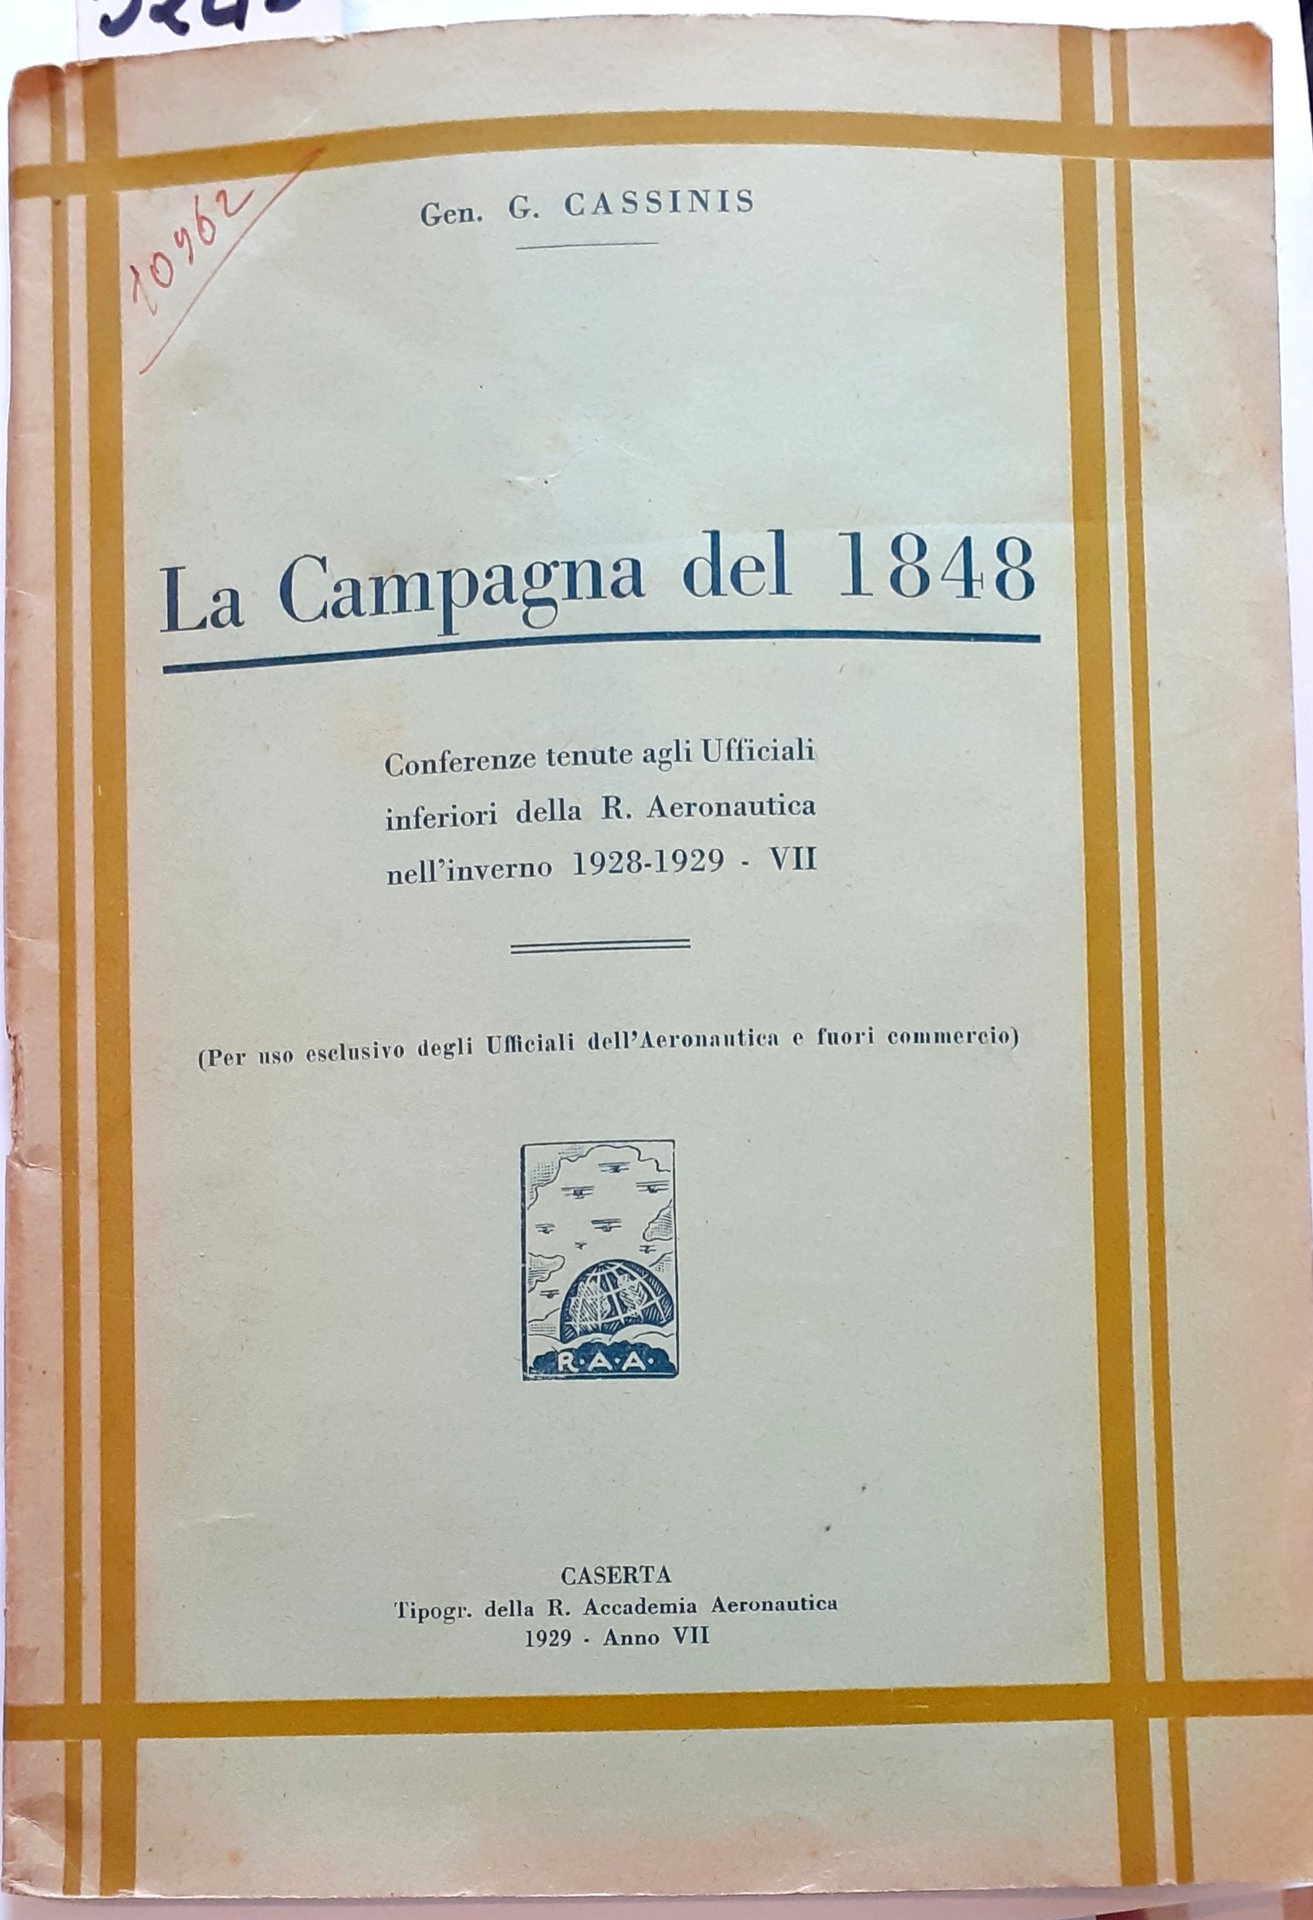 10962
Gen. G. CASSINIS
La Campagna del 1848
Conferenze tenute agli Ufficiali
inferiori della R. Aeronautica
nell'inverno 1928-1929 - VII
(Per uso esclusivo degli Ufficiali dell'Aeronautica e fuori commercio)
R·A·A·
CASERTA
Tipogr. della R. Accademia Aeronautica
1929 - Anno VII